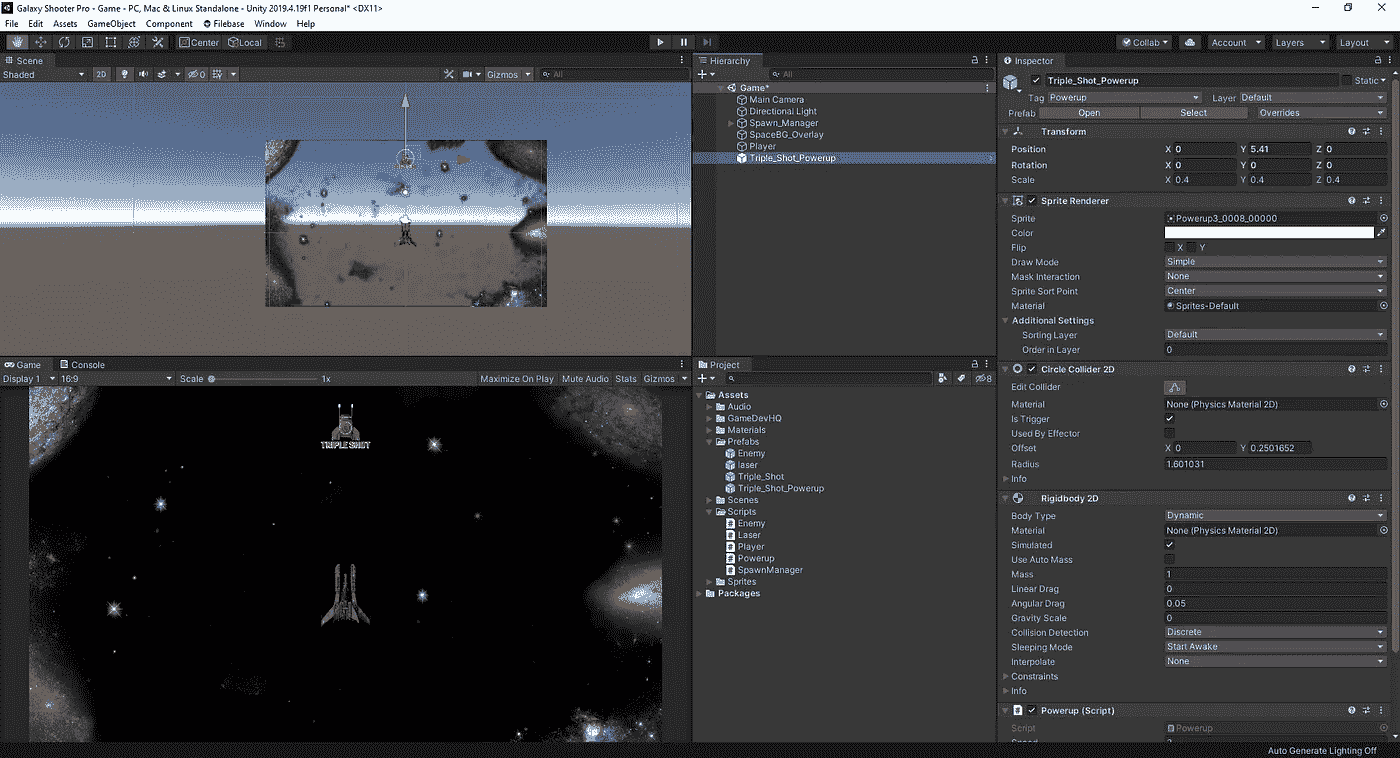 Galaxy Shooter Pro - Game - PC, Mac & Linux Standalone - Unity 2019.4.19f1 Personal* <DX11>
File Edit Assets GameObject Component Filebase Window Help
Center Local Collab Account Layers Layout
Scene
Shaded 2D 0 Gizmos All
Hierarchy
All
Game*
Main Camera
Directional Light
Spawn_Manager
SpaceBG_Overlay
Player
Triple_Shot_Powerup
Game Console
Display 1 16:9 Scale 1x Maximize On Play Mute Audio Stats Gizmos
TRIPLE SHOT
Project
8
Assets
Audio
GameDevHQ
Materials
Prefabs
Enemy
laser
Triple_Shot
Triple_Shot_Powerup
Scenes
Scripts
Enemy
Laser
Player
Powerup
SpawnManager
Sprites
Packages
Inspector
Triple_Shot_Powerup Static
Tag Powerup Layer Default
Prefab Open Select Overrides
Transform
Position X 0 Y 5.41 Z 0
Rotation X 0 Y 0 Z 0
Scale X 0.4 Y 0.4 Z 0.4
Sprite Renderer
Sprite Powerup3_0008_00000
Color
Flip X Y
Draw Mode Simple
Mask Interaction None
Sprite Sort Point Center
Material Sprites-Default
Additional Settings
Sorting Layer Default
Order in Layer 0
Circle Collider 2D
Edit Collider
Material None (Physics Material 2D)
Is Trigger
Used By Effector
Offset X 0 Y 0.2501652
Radius 1.601031
Info
Rigidbody 2D
Body Type Dynamic
Material None (Physics Material 2D)
Simulated
Use Auto Mass
Mass 1
Linear Drag 0
Angular Drag 0.05
Gravity Scale 0
Collision Detection Discrete
Sleeping Mode Start Awake
Interpolate None
Constraints
Info
Powerup (Script)
Script Powerup
Auto Generate Lighting Off